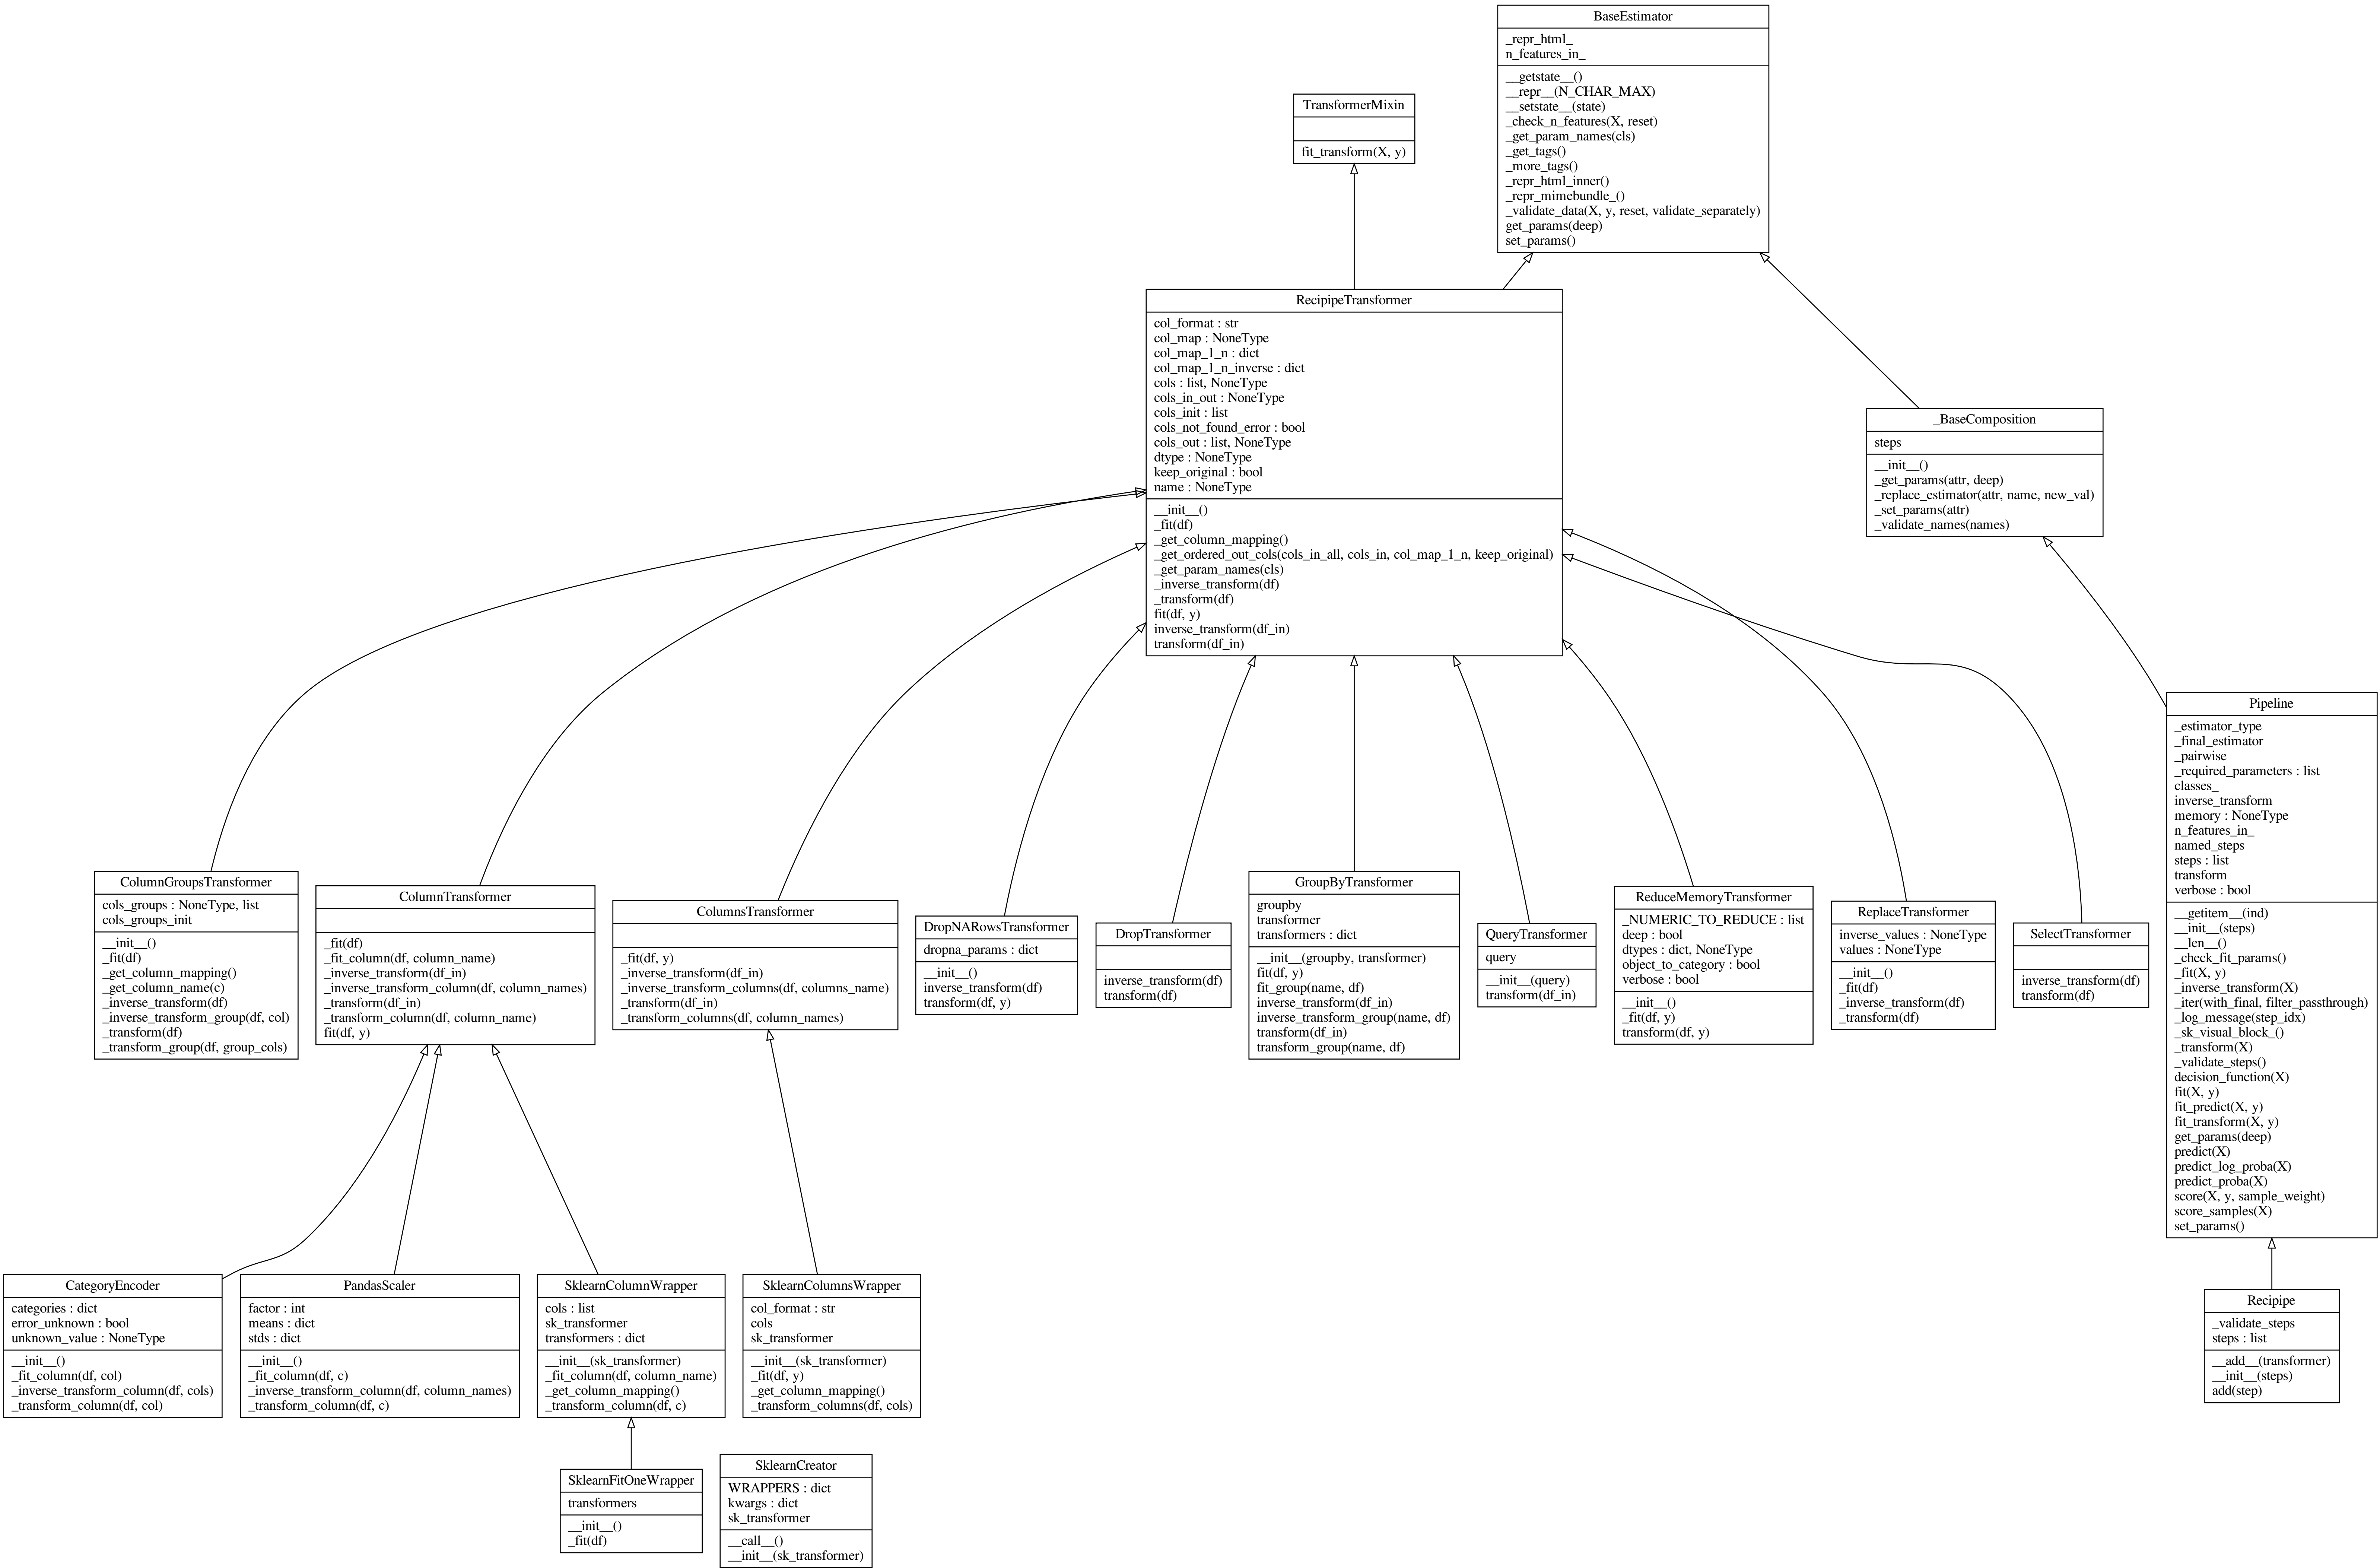 BaseEstimator
_repr_html_
n_features_in_
__getstate__()
__repr__(N_CHAR_MAX)
__setstate__(state)
_check_n_features(X, reset)
_get_param_names(cls)
_get_tags()
_more_tags()
_repr_html_inner()
_repr_mimebundle_()
_validate_data(X, y, reset, validate_separately)
get_params(deep)
set_params()
TransformerMixin
fit_transform(X, y)
RecipipeTransformer
col_format : str
col_map : NoneType
col_map_1_n : dict
col_map_1_n_inverse : dict
cols : list, NoneType
cols_in_out : NoneType
cols_init : list
cols_not_found_error : bool
cols_out : list, NoneType
dtype : NoneType
keep_original : bool
name : NoneType
__init__()
_fit(df)
_get_column_mapping()
_get_ordered_out_cols(cols_in_all, cols_in, col_map_1_n, keep_original)
_get_param_names(cls)
_inverse_transform(df)
_transform(df)
fit(df, y)
inverse_transform(df_in)
transform(df_in)
_BaseComposition
steps
__init__()
_get_params(attr, deep)
_replace_estimator(attr, name, new_val)
_set_params(attr)
_validate_names(names)
Pipeline
_estimator_type
_final_estimator
_pairwise
_required_parameters : list
classes_
inverse_transform
memory : NoneType
n_features_in_
named_steps
steps : list
transform
verbose : bool
__getitem__(ind)
__init__(steps)
__len__()
_check_fit_params()
_fit(X, y)
_inverse_transform(X)
_iter(with_final, filter_passthrough)
_log_message(step_idx)
_sk_visual_block_()
_transform(X)
_validate_steps()
decision_function(X)
fit(X, y)
fit_predict(X, y)
fit_transform(X, y)
get_params(deep)
predict(X)
predict_log_proba(X)
predict_proba(X)
score(X, y, sample_weight)
score_samples(X)
set_params()
ColumnGroupsTransformer
cols_groups : NoneType, list
cols_groups_init
__init__()
_fit(df)
_get_column_mapping()
_get_column_name(c)
_inverse_transform(df)
_inverse_transform_group(df, col)
_transform(df)
_transform_group(df, group_cols)
ColumnTransformer
_fit(df)
_fit_column(df, column_name)
_inverse_transform(df_in)
_inverse_transform_column(df, column_names)
_transform(df_in)
_transform_column(df, column_name)
fit(df, y)
ColumnsTransformer
_fit(df, y)
_inverse_transform(df_in)
_inverse_transform_columns(df, columns_name)
_transform(df_in)
_transform_columns(df, column_names)
DropNARowsTransformer
dropna_params : dict
__init__()
inverse_transform(df)
transform(df, y)
DropTransformer
inverse_transform(df)
transform(df)
GroupByTransformer
groupby
transformer
transformers : dict
__init__(groupby, transformer)
fit(df, y)
fit_group(name, df)
inverse_transform(df_in)
inverse_transform_group(name, df)
transform(df_in)
transform_group(name, df)
QueryTransformer
query
__init__(query)
transform(df_in)
ReduceMemoryTransformer
_NUMERIC_TO_REDUCE : list
deep : bool
dtypes : dict, NoneType
object_to_category : bool
verbose : bool
__init__()
_fit(df, y)
transform(df, y)
ReplaceTransformer
inverse_values : NoneType
values : NoneType
__init__()
_fit(df)
_inverse_transform(df)
_transform(df)
SelectTransformer
inverse_transform(df)
transform(df)
CategoryEncoder
categories : dict
error_unknown : bool
unknown_value : NoneType
__init__()
_fit_column(df, col)
_inverse_transform_column(df, cols)
_transform_column(df, col)
PandasScaler
factor : int
means : dict
stds : dict
__init__()
_fit_column(df, c)
_inverse_transform_column(df, column_names)
_transform_column(df, c)
SklearnColumnWrapper
cols : list
sk_transformer
transformers : dict
__init__(sk_transformer)
_fit_column(df, column_name)
_get_column_mapping()
_transform_column(df, c)
SklearnColumnsWrapper
col_format : str
cols
sk_transformer
__init__(sk_transformer)
_fit(df, y)
_get_column_mapping()
_transform_columns(df, cols)
Recipipe
_validate_steps
steps : list
__add__(transformer)
__init__(steps)
add(step)
SklearnFitOneWrapper
transformers
__init__()
_fit(df)
SklearnCreator
WRAPPERS : dict
kwargs : dict
sk_transformer
__call__()
__init__(sk_transformer)